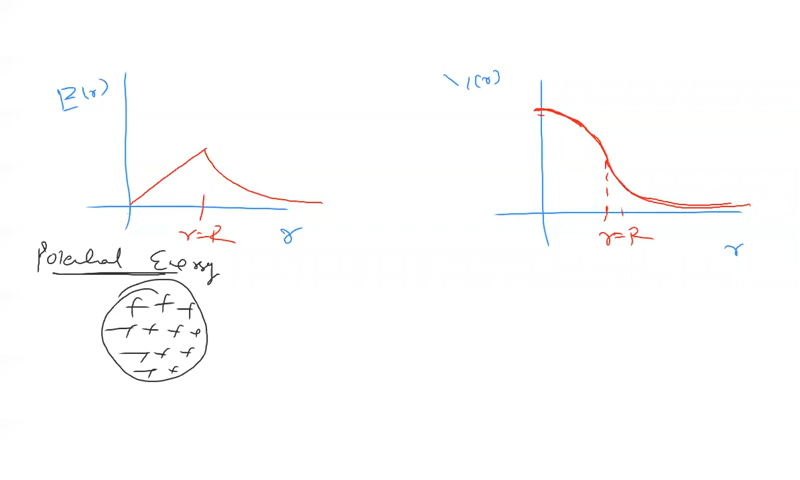 E(r)
V(r)
r=R
r
r=R
r
Potential Energy
+ + +
+ + + +
+ + +
+ +